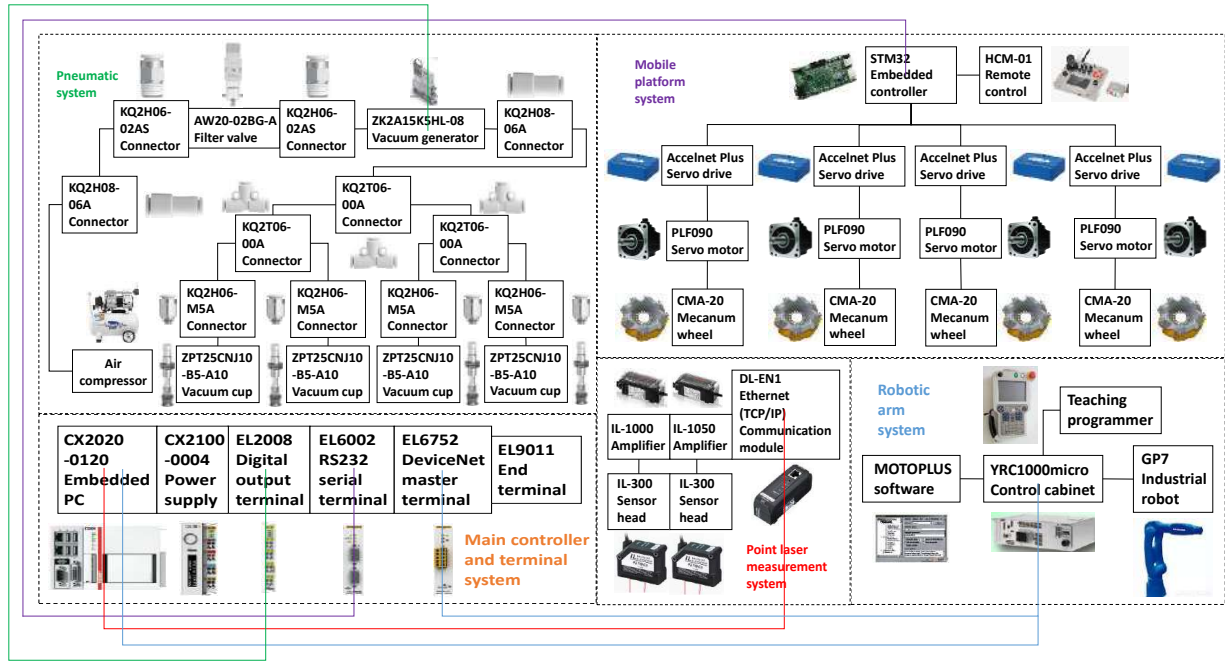 Pneumatic
system
KQ2H06-
02AS
Connector
AW20-02BG-A
Filter valve
KQ2H06-
02AS
Connector
ZK2A15K5HL-08
Vacuum generator
KQ2H08-
06A
Connector
KQ2H08-
06A
Connector
KQ2T06-
00A
Connector
KQ2T06-
00A
Connector
KQ2T06-
00A
Connector
KQ2H06-
M5A
Connector
KQ2H06-
M5A
Connector
KQ2H06-
M5A
Connector
KQ2H06-
M5A
Connector
Air
compressor
ZPT25CNJ10
-B5-A10
Vacuum cup
ZPT25CNJ10
-B5-A10
Vacuum cup
ZPT25CNJ10
-B5-A10
Vacuum cup
ZPT25CNJ10
-B5-A10
Vacuum cup
Mobile
platform
system
STM32
Embedded
controller
HCM-01
Remote
control
Accelnet Plus
Servo drive
Accelnet Plus
Servo drive
Accelnet Plus
Servo drive
Accelnet Plus
Servo drive
PLF090
Servo motor
PLF090
Servo motor
PLF090
Servo motor
PLF090
Servo motor
CMA-20
Mecanum
wheel
CMA-20
Mecanum
wheel
CMA-20
Mecanum
wheel
CMA-20
Mecanum
wheel
CX2020
-0120
Embedded
PC
CX2100
-0004
Power
supply
EL2008
Digital
output
terminal
EL6002
RS232
serial
terminal
EL6752
DeviceNet
master
terminal
EL9011
End
terminal
Main controller
and terminal
system
DL-EN1
Ethernet
(TCP/IP)
Communication
module
IL-1000
Amplifier
IL-1050
Amplifier
IL-300
Sensor
head
IL-300
Sensor
head
Point laser
measurement
system
Robotic
arm
system
Teaching
programmer
MOTOPLUS
software
YRC1000micro
Control cabinet
GP7
Industrial
robot